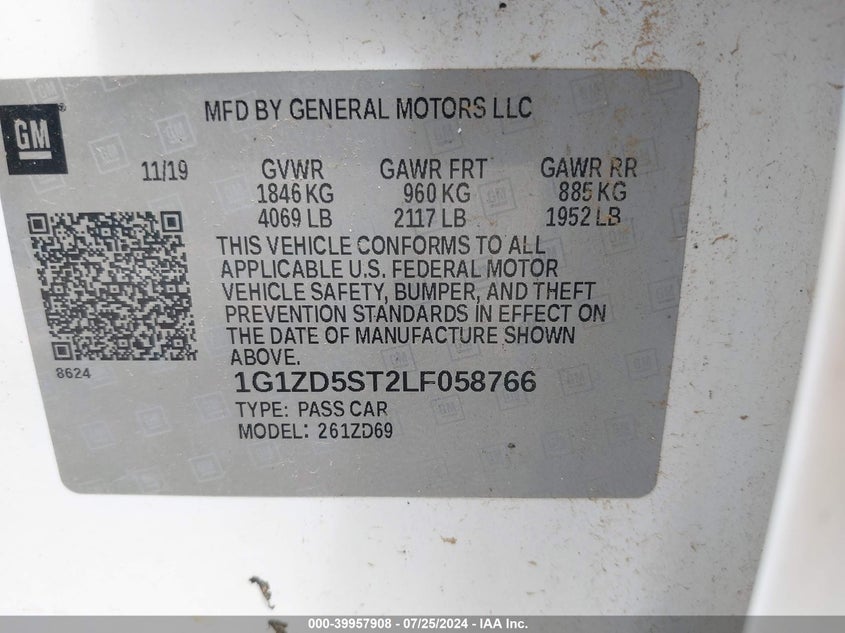 GM
MFD BY GENERAL MOTORS LLC
11/19 GVWR GAWR FRT GAWR RR
1846 KG 960 KG 885 KG
4069 LB 2117 LB 1952 LB
THIS VEHICLE CONFORMS TO ALL
APPLICABLE U.S. FEDERAL MOTOR
VEHICLE SAFETY, BUMPER, AND THEFT
PREVENTION STANDARDS IN EFFECT ON
THE DATE OF MANUFACTURE SHOWN
ABOVE.
8624
1G1ZD5ST2LF058766
TYPE: PASS CAR
MODEL: 261ZD69
000-39957908 - 07/25/2024 - IAA Inc.